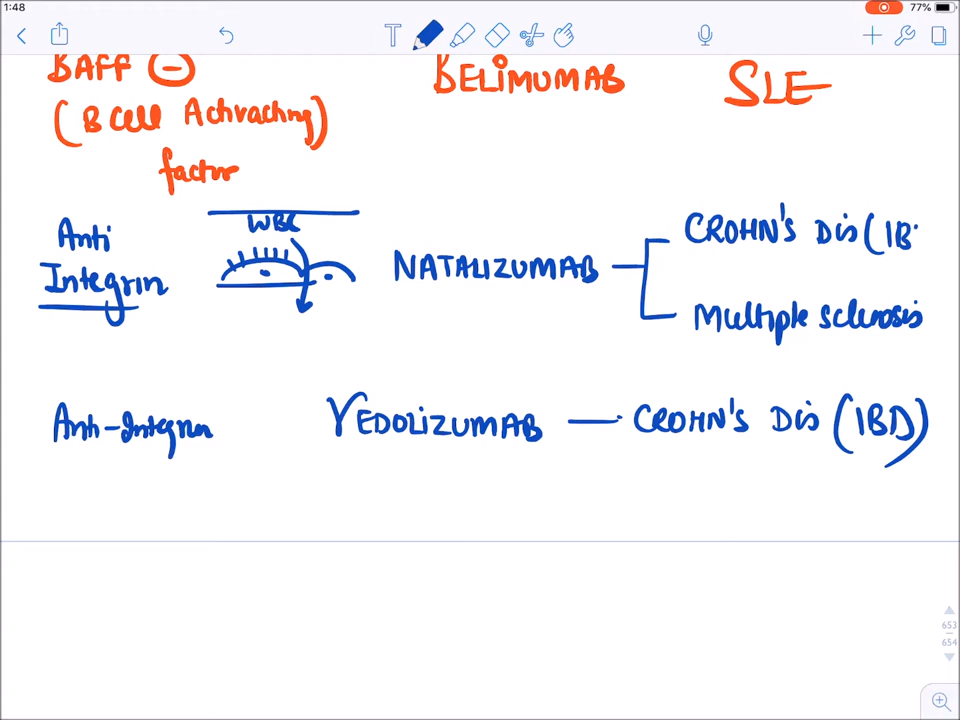 1:48
77%
T
BAFF ⊖ BELIMUMAB SLE
(B Cell Activaching)
factor
WBC
Anti
Integrin
NATALIZUMAB
CROHN'S Dis (IB
Multiple sclerosis
Anti-Integrin VEDOLIZUMAB — CROHN'S Dis (IBD)
653
654